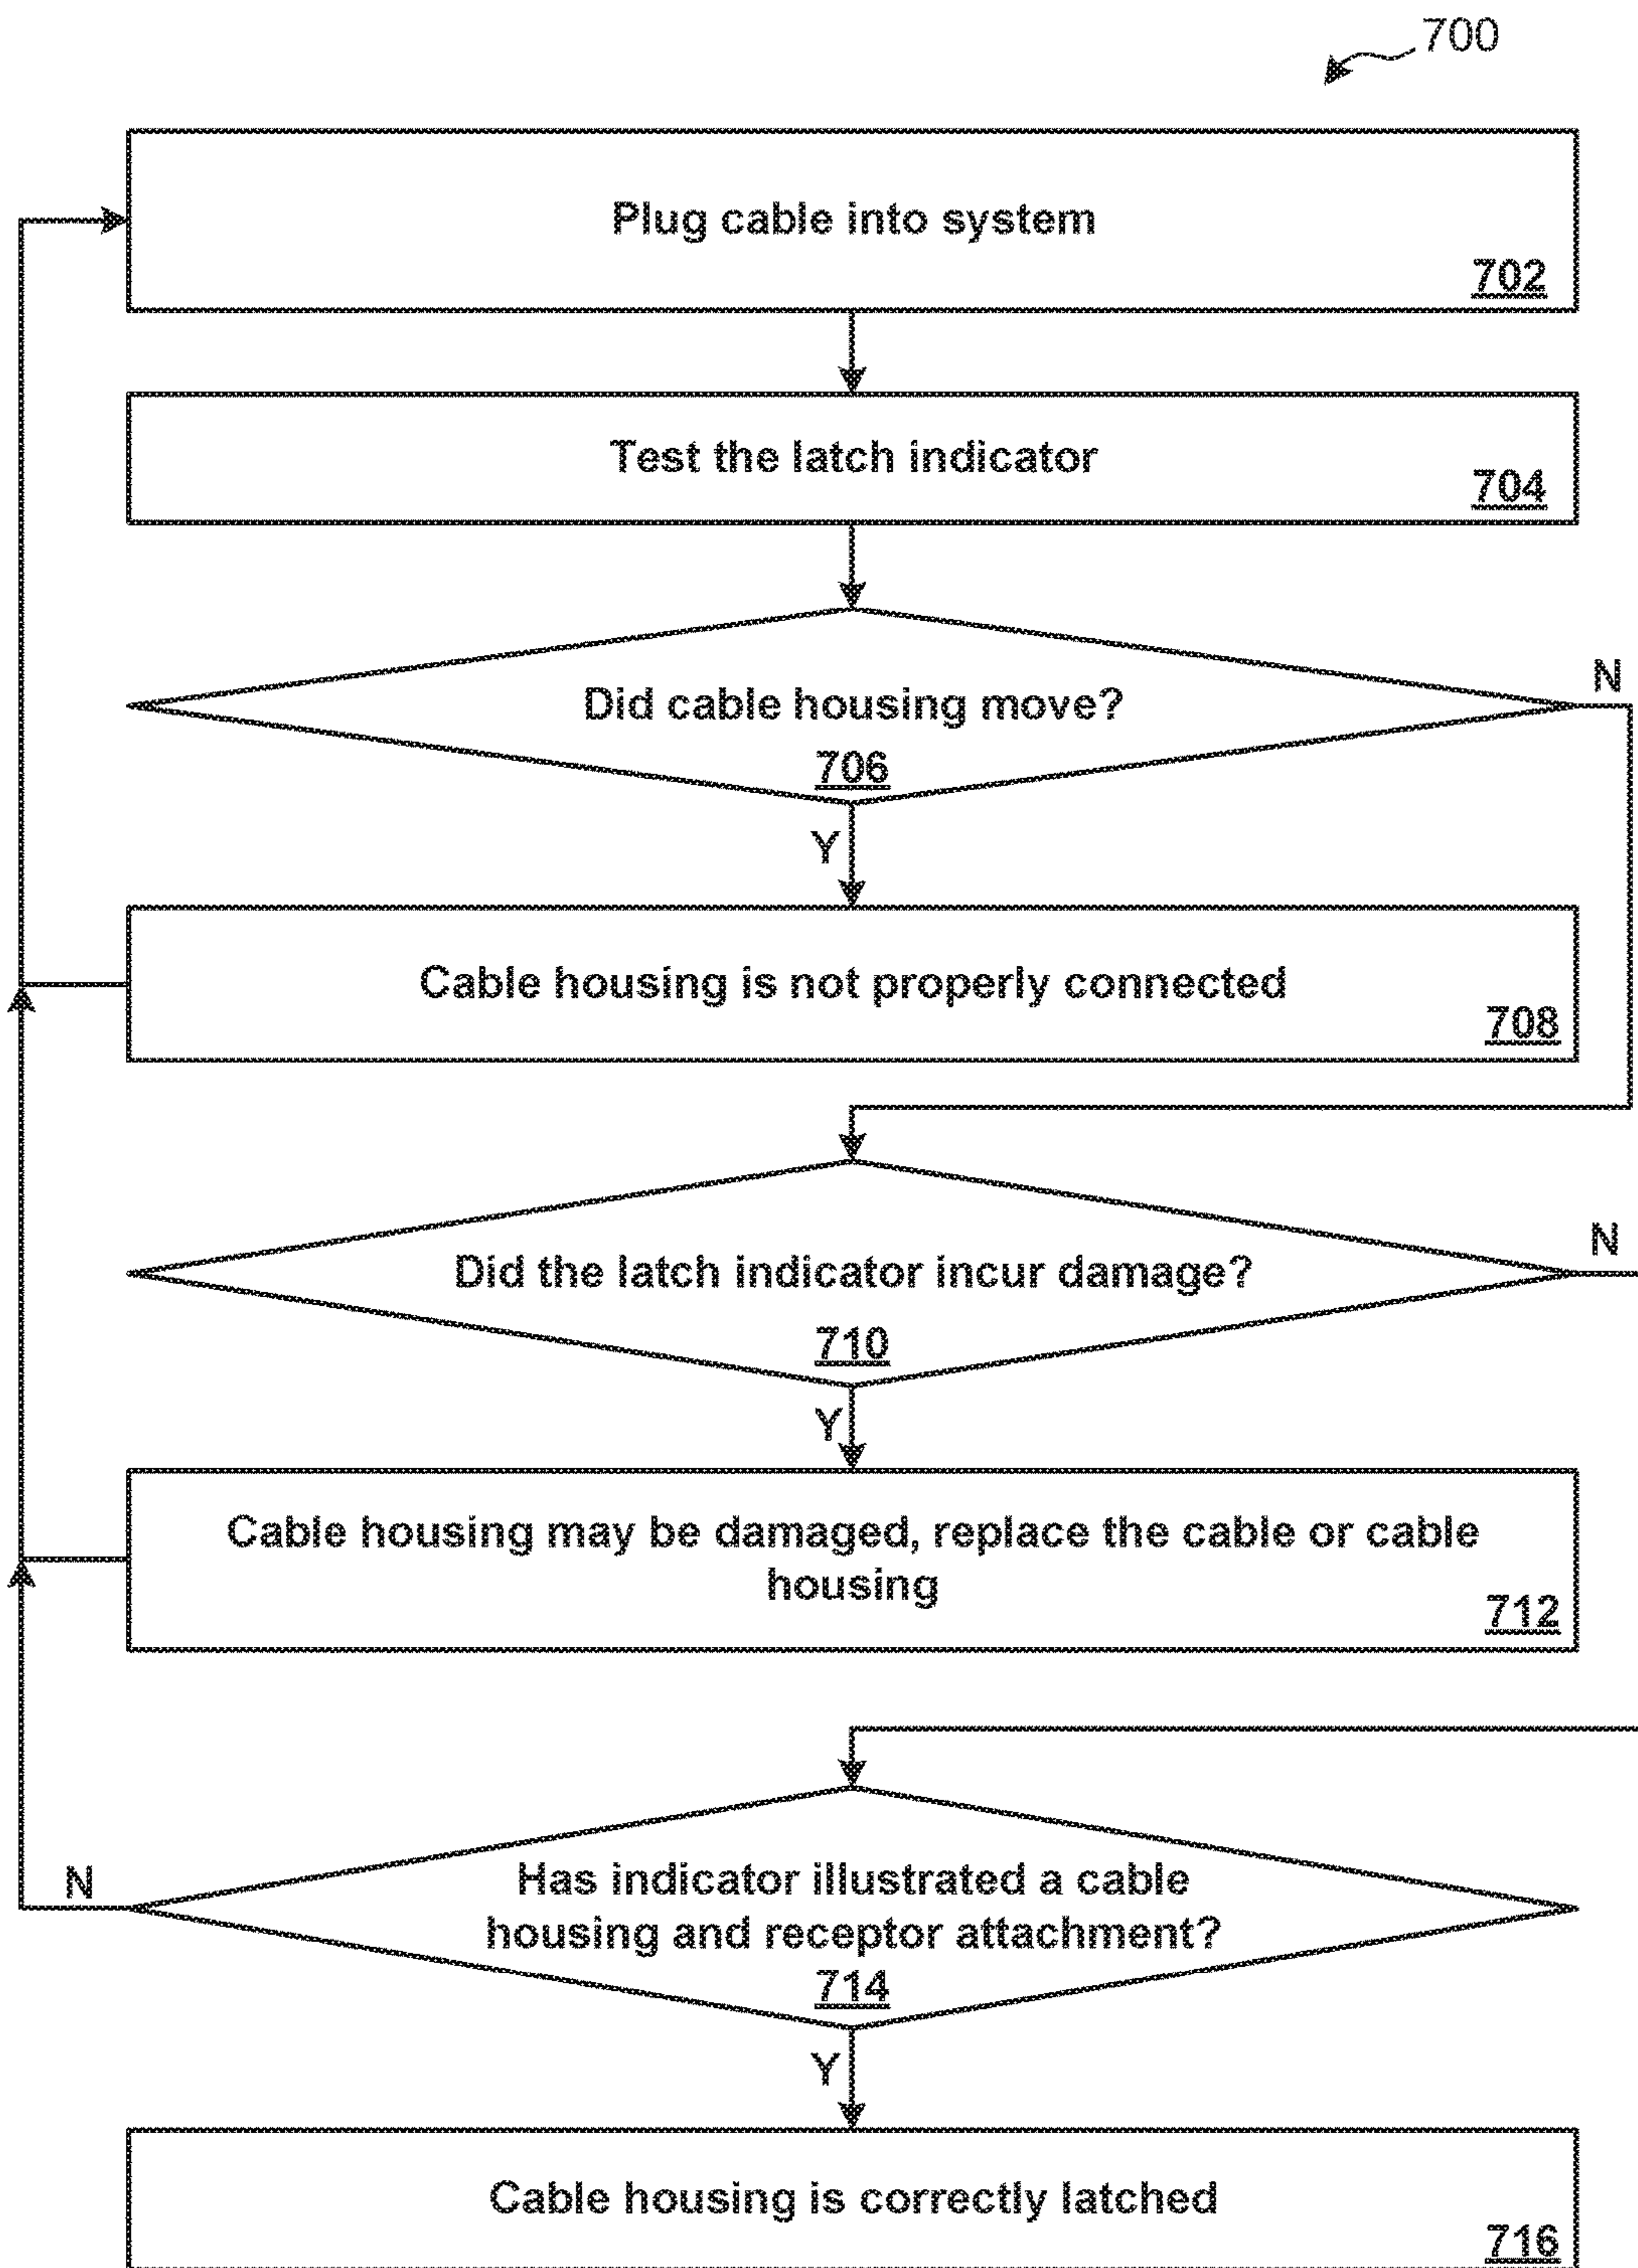 700
Plug cable into system
702
Test the latch indicator
704
N
Did cable housing move?
706
Y
Cable housing is not properly connected
708
N
Did the latch indicator incur damage?
710
Y
Cable housing may be damaged, replace the cable or cable
housing
712
N
Has indicator illustrated a cable
housing and receptor attachment?
714
Y
Cable housing is correctly latched
716